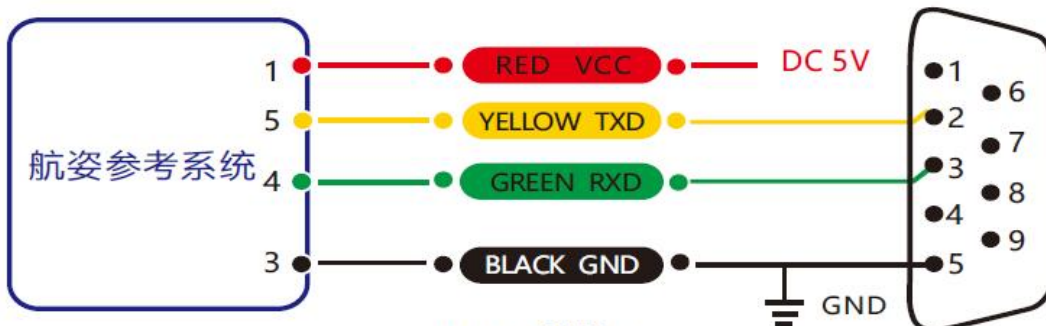 1 RED VCC DC 5V 1
6
5 YELLOW TXD 2
7
航姿参考系统 4 GREEN RXD 3
8
4
9
3 BLACK GND 5
GND